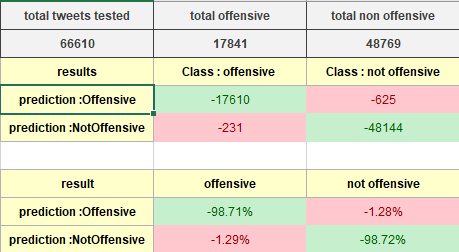 total tweets tested total offensive total non offensive
66610 17841 48769
results Class : offensive Class : not offensive
prediction :Offensive -17610 -625
prediction :NotOffensive -231 -48144
result offensive not offensive
prediction :Offensive -98.71% -1.28%
prediction :NotOffensive -1.29% -98.72%